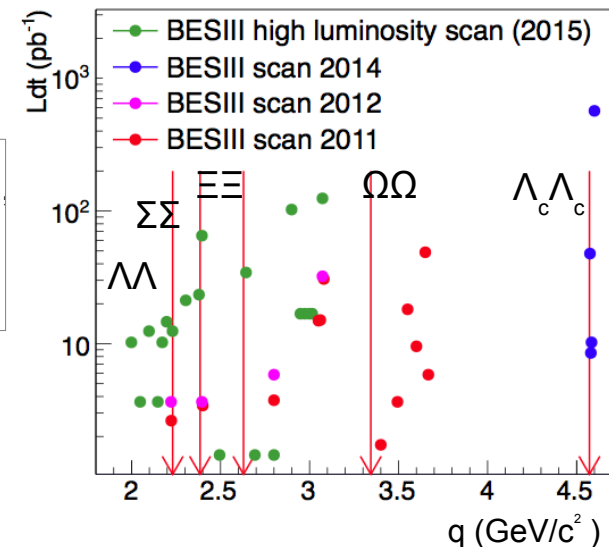 Ldt (pb⁻¹)
BESIII high luminosity scan (2015)
BESIII scan 2014
BESIII scan 2012
BESIII scan 2011
10³
10²
10
ΛΛ
ΣΣ
ΞΞ
ΩΩ
Λ_cΛ_c
2
2.5
3
3.5
4
4.5
q (GeV/c²)